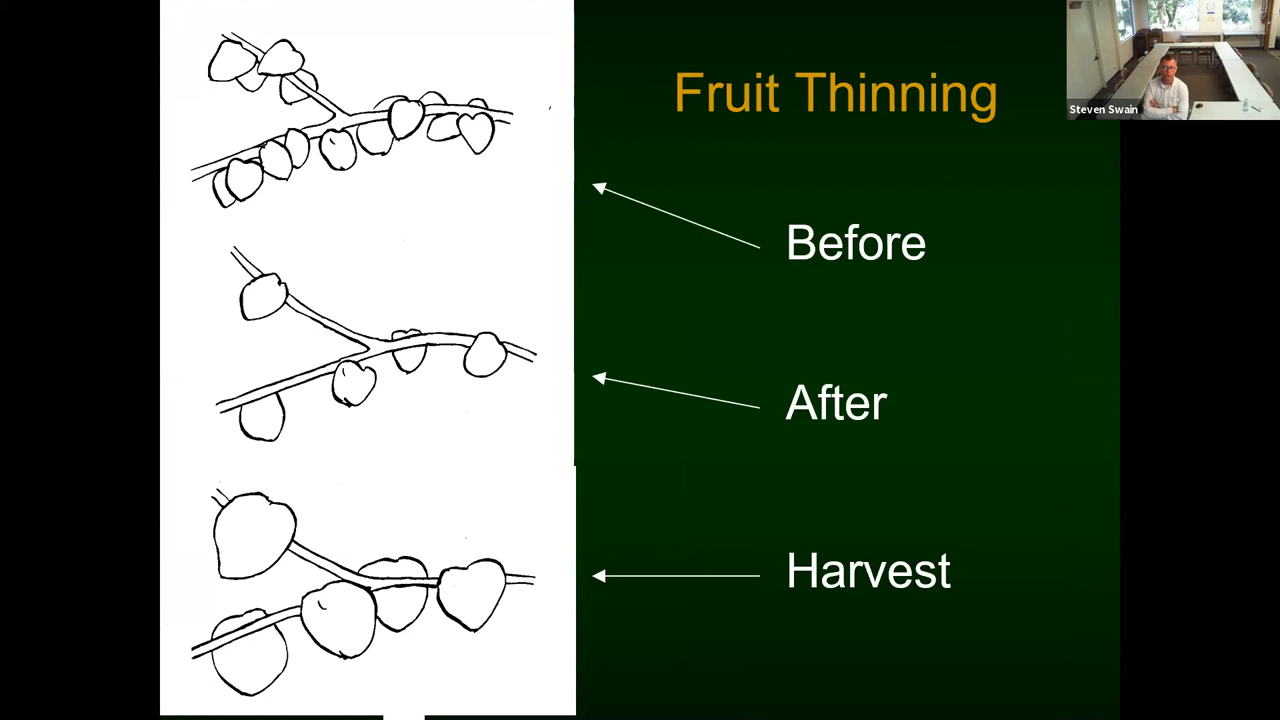 Fruit Thinning
Steven Swain
Before
After
Harvest